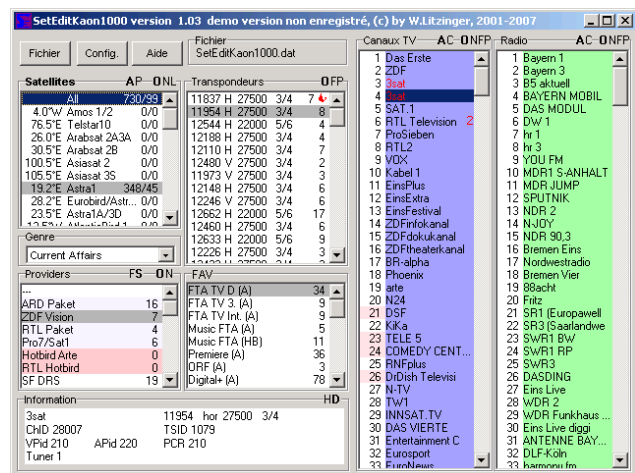 SetEditKaon1000 version 1.03 demo version non enregistré, (c) by W.Litzinger, 2001-2007
Fichier Config. Aide
Fichier
SetEditKaon1000.dat
Satellites AP ONL
All 730/99
4.0°W Amos 1/2 0/0
76.5°E Telstar10 0/0
26.0°E Arabsat 2A3A 0/0
30.5°E Arabsat 2B 0/0
100.5°E Asiasat 2 0/0
105.5°E Asiasat 3S 0/0
19.2°E Astra1 348/45
28.2°E Eurobird/Astr... 0/0
23.5°E Astra1A/3D 0/0
Transpondeurs OFP
11837 H 27500 3/4 7
11954 H 27500 3/4 8
12544 H 22000 5/6 4
12188 H 27500 3/4 4
12110 H 27500 3/4 7
12480 V 27500 3/4 2
11973 V 27500 3/4 3
12148 H 27500 3/4 6
12246 V 27500 3/4 6
12662 H 22000 5/6 17
12460 H 27500 3/4 6
12633 H 22000 5/6 9
12226 H 27500 3/4 3
Genre
Current Affairs
Providers FS ON
---
ARD Paket 16
ZDF Vision 7
RTL Paket 4
Pro7/Sat1 6
Hotbird Arte 0
RTL Hotbird 0
SF DRS 19
FAV
FTA TV D (A) 34
FTA TV 3. (A) 9
FTA TV Int. (A) 9
Music FTA (A) 5
Music FTA (HB) 11
Premiere (A) 36
ORF (A) 3
Digital+ (A) 78
Information HD
3sat 11954 hor 27500 3/4
ChID 28007 TSID 1079
VPid 210 APid 220 PCR 210
Tuner 1
Canaux TV AC ONFP
1 Das Erste
2 ZDF
3 3sat
4 3sat
5 SAT.1
6 RTL Television 2
7 ProSieben
8 RTL2
9 VOX
10 Kabel 1
11 EinsPlus
12 EinsExtra
13 EinsFestival
14 ZDFinfokanal
15 ZDFdokukanal
16 ZDFtheaterkanal
17 BR-alpha
18 Phoenix
19 arte
20 N24
21 DSF
22 KiKa
23 TELE 5
24 COMEDY CENT...
25 RNFplus
26 DrDish Televisi
27 N-TV
28 TW1
29 INNSAT.TV
30 DAS VIERTE
31 Entertainment C
32 Eurosport
33 EuroNews
Radio AC ONFP
1 Bayern 1
2 Bayern 3
3 B5 aktuell
4 BAYERN MOBIL
5 DAS MODUL
6 DW 1
7 hr 1
8 hr 3
9 YOU FM
10 MDR1 S-ANHALT
11 MDR JUMP
12 SPUTNIK
13 NDR 2
14 N-JOY
15 NDR 90,3
16 Bremen Eins
17 Nordwestradio
18 Bremen Vier
19 88acht
20 Fritz
21 SR1 (Europawell
22 SR3 (Saarlandwe
23 SWR1 BW
24 SWR1 RP
25 SWR3
26 DASDING
27 Eins Live
28 WDR 2
29 WDR Funkhaus ...
30 Eins Live diggi
31 ANTENNE BAY...
32 DLF-Köln
33 harmony.fm